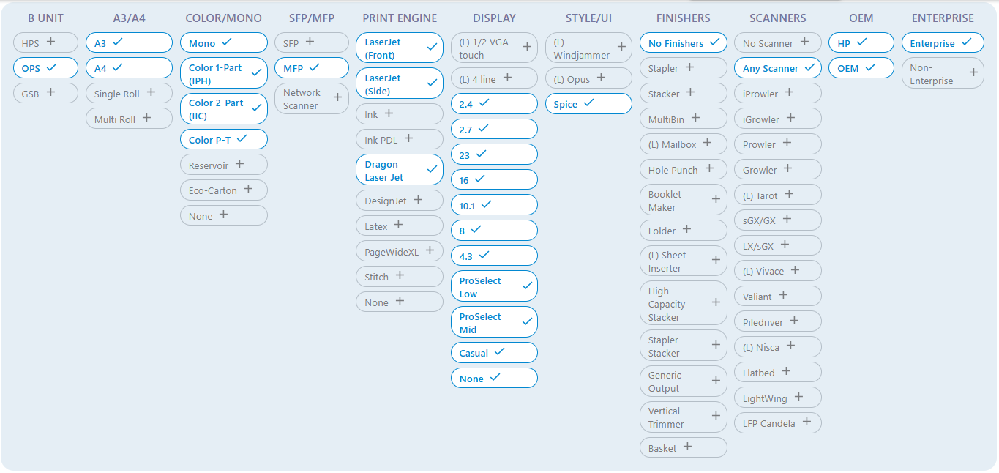 B UNIT
HPS
OPS
GSB
A3/A4
A3
A4
Single Roll
Multi Roll
COLOR/MONO
Mono
Color 1-Part
(IPH)
Color 2-Part
(IIC)
Color P-T
Reservoir
Eco-Carton
None
SFP/MFP
SFP
MFP
Network
Scanner
PRINT ENGINE
LaserJet
(Front)
LaserJet
(Side)
Ink
Ink PDL
Dragon
Laser Jet
DesignJet
Latex
PageWideXL
Stitch
None
DISPLAY
(L) 1/2 VGA
touch
(L) 4 line
2.4
2.7
23
16
10.1
8
4.3
ProSelect
Low
ProSelect
Mid
Casual
None
STYLE/UI
(L)
Windjammer
(L) Opus
Spice
FINISHERS
No Finishers
Stapler
Stacker
MultiBin
(L) Mailbox
Hole Punch
Booklet
Maker
Folder
(L) Sheet
Inserter
High
Capacity
Stacker
Stapler
Stacker
Generic
Output
Vertical
Trimmer
Basket
SCANNERS
No Scanner
Any Scanner
iProwler
iGrowler
Prowler
Growler
(L) Tarot
sGX/GX
LX/sGX
(L) Vivace
Valiant
Piledriver
(L) Nisca
Flatbed
LightWing
LFP Candela
OEM
HP
OEM
ENTERPRISE
Enterprise
Non-
Enterprise